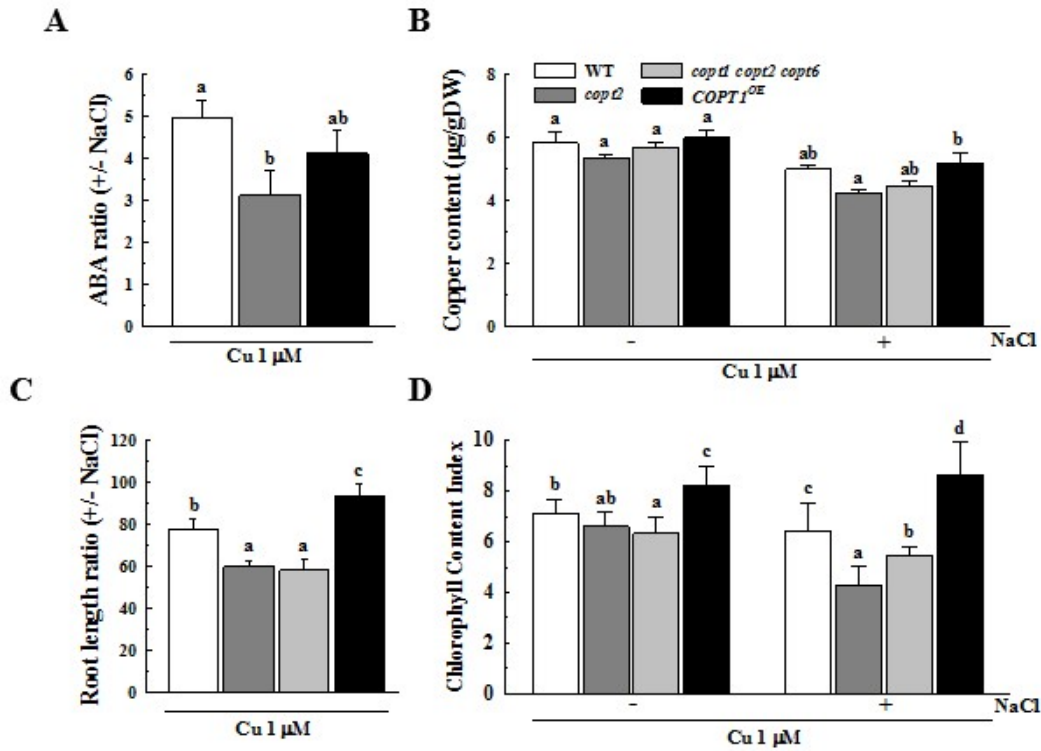 A
ABA ratio (+/- NaCl)
6
5
4
3
2
1
0
a
b
ab
Cu 1 µM
B
Copper content (µg/gDW)
8
6
4
2
0
WT
copt2
copt1 copt2 copt6
COPT1OE
a
a
a
a
ab
a
ab
b
-
+
NaCl
Cu 1 µM
C
Root length ratio (+/- NaCl)
120
100
80
60
40
20
0
b
a
a
c
Cu 1 µM
D
Chlorophyll Content Index
10
8
6
4
2
0
b
ab
a
c
c
a
b
d
-
+
NaCl
Cu 1 µM